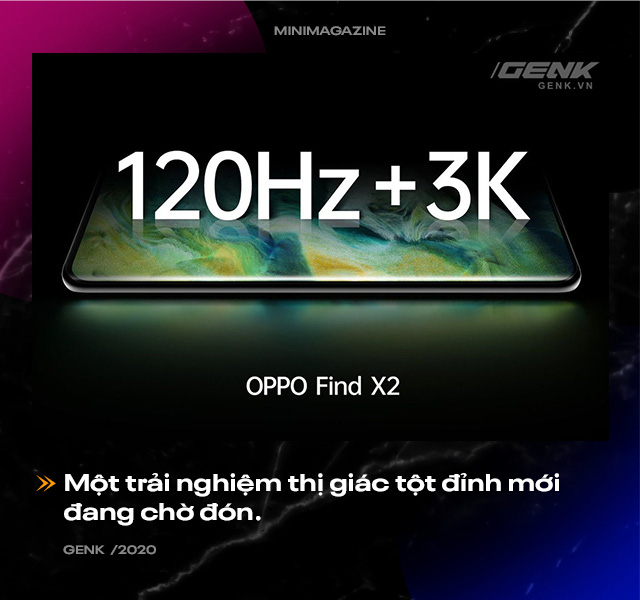 MINIMAGAZINE
/GENK
GENK.VN
120Hz + 3K
OPPO Find X2
Một trải nghiệm thị giác tột đỉnh mới
đang chờ đón.
GENK /2020